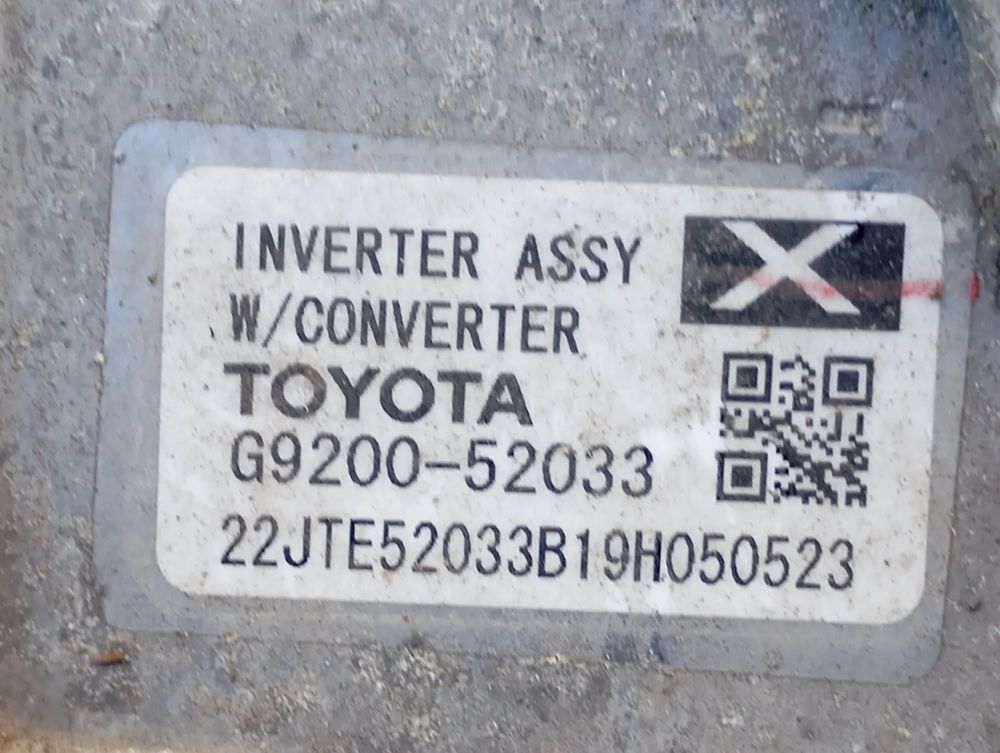 INVERTER ASSY
X
W/CONVERTER
TOYOTA
G9200-52033
22JTE52033B19H050523